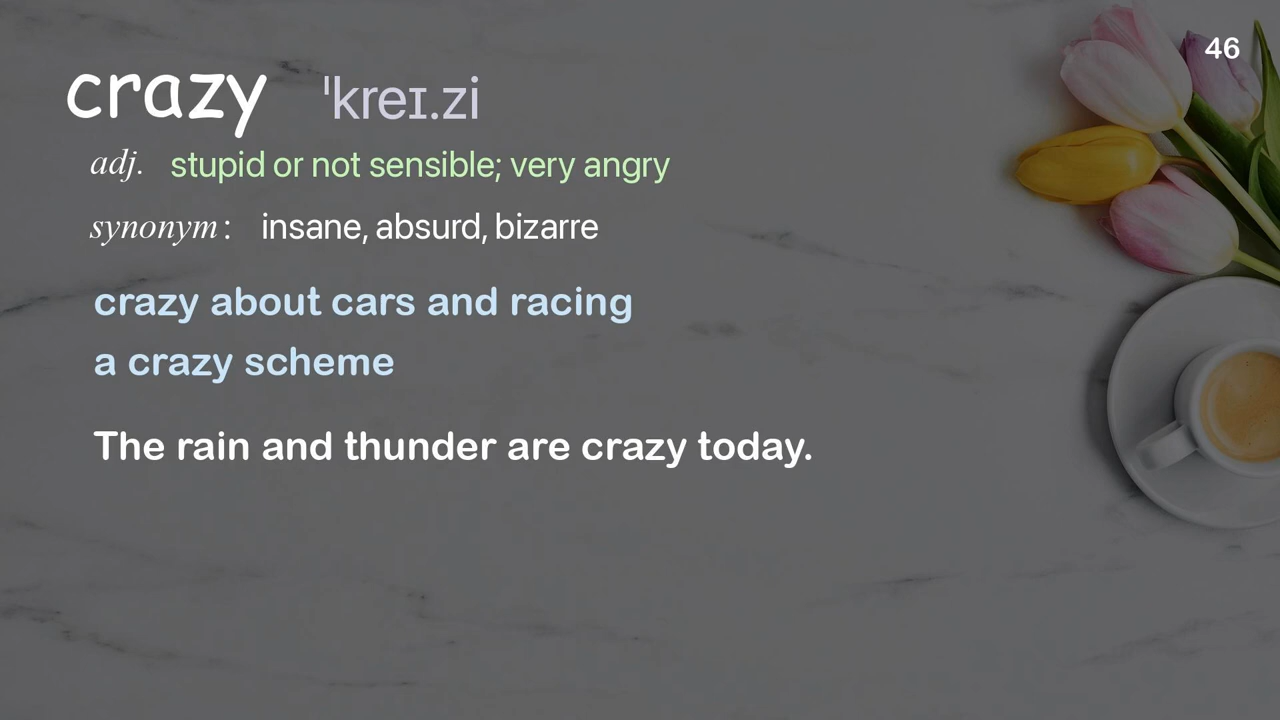 46
crazy ˈkreɪ.zi
adj. stupid or not sensible; very angry
synonym: insane, absurd, bizarre
crazy about cars and racing
a crazy scheme
The rain and thunder are crazy today.